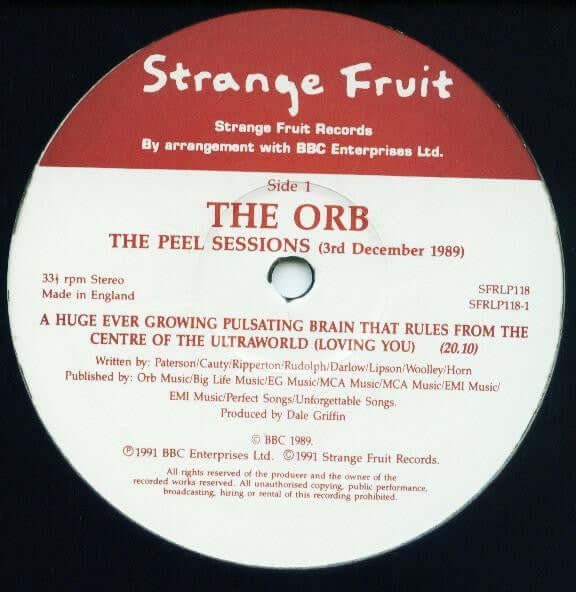 Strange Fruit
Strange Fruit Records
By arrangement with BBC Enterprises Ltd.
Side 1
THE ORB
THE PEEL SESSIONS (3rd December 1989)
33⅓ rpm Stereo
Made in England
SFRLP118
SFRLP118-1
A HUGE EVER GROWING PULSATING BRAIN THAT RULES FROM THE
CENTRE OF THE ULTRAWORLD (LOVING YOU) (20.10)
Written by: Paterson/Cauty/Ripperton/Rudolph/Darlow/Lipson/Woolley/Horn
Published by: Orb Music/Big Life Music/EG Music/MCA Music/MCA Music/EMI Music/
EMI Music/Perfect Songs/Unforgettable Songs.
Produced by Dale Griffin
© BBC 1989.
℗1991 BBC Enterprises Ltd. ©1991 Strange Fruit Records.
All rights reserved of the producer and the owner of the
recorded works reserved. All unauthorised copying, public performance,
broadcasting, hiring or rental of this recording prohibited.